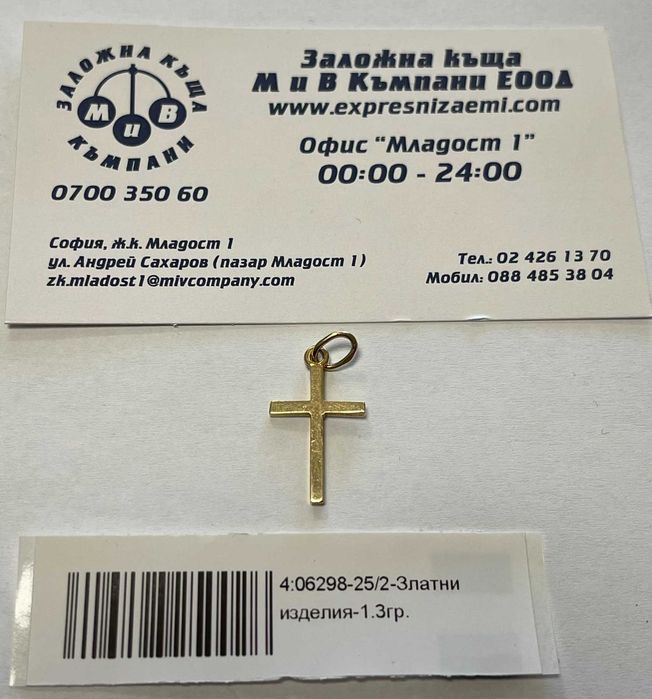 ЗАЛОЖНА КЪЩА
М и В
КЪМПАНИ
0700 350 60
Заложна къща
М и В Къмпани ЕООД
www.expresnizaemi.com
Офис "Младост 1"
00:00 - 24:00
София, ж.к. Младост 1
ул. Андрей Сахаров (пазар Младост 1)
zk.mladost1@mivcompany.com
Тел.: 02 426 13 70
Мобил: 088 485 38 04
4:06298-25/2-Златни
изделия-1.3гр.